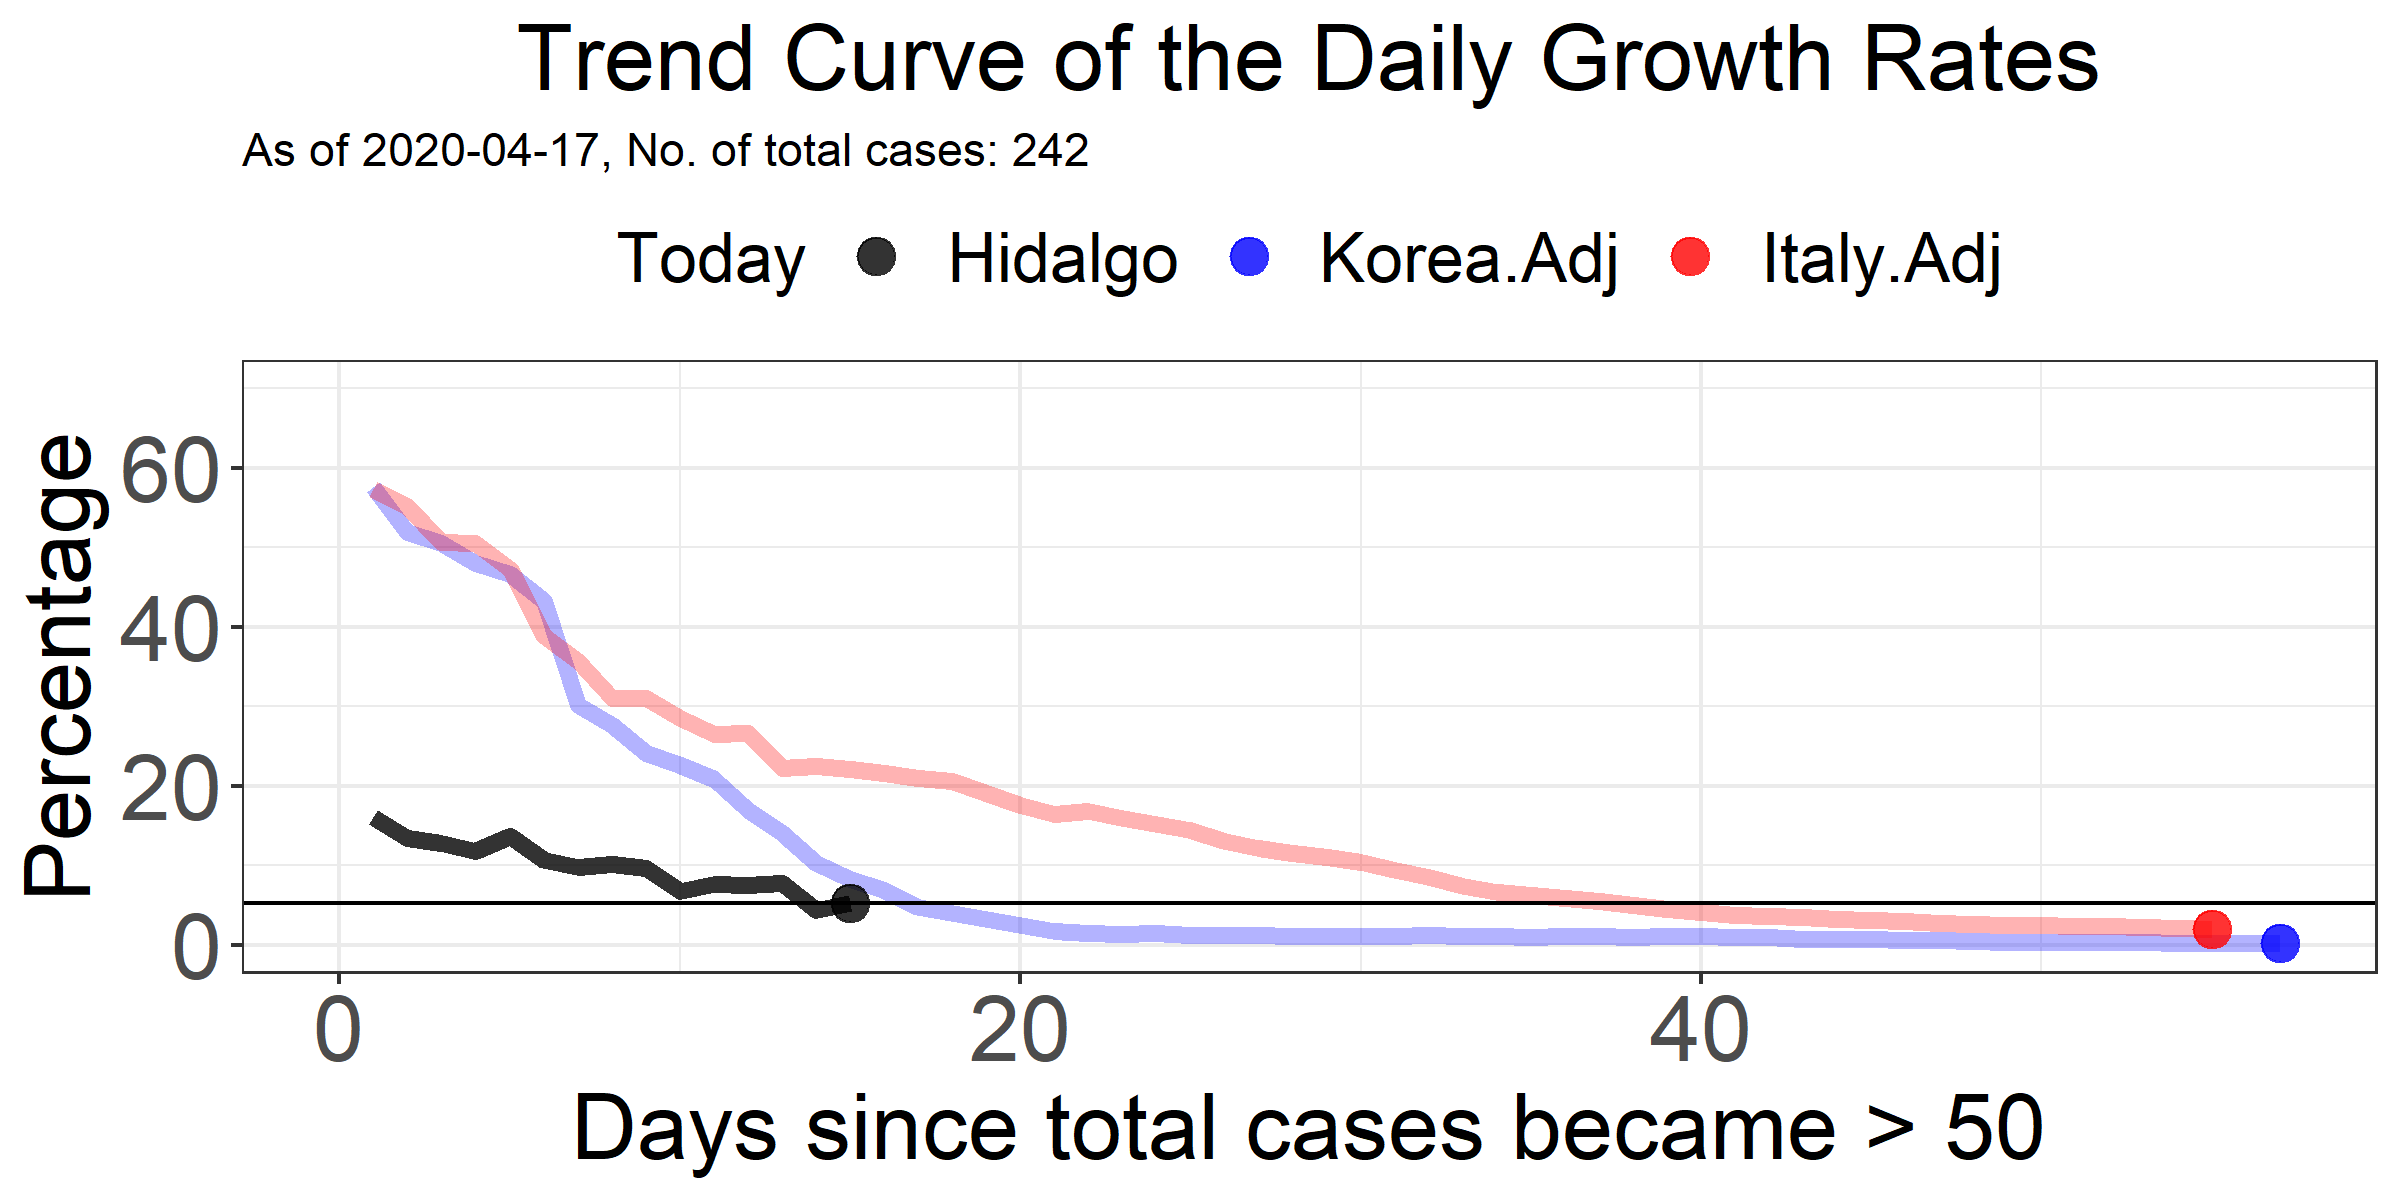 Trend Curve of the Daily Growth Rates
As of 2020-04-17, No. of total cases: 242
Today Hidalgo Korea.Adj Italy.Adj
Percentage
60
40
20
0
0 20 40
Days since total cases became > 50